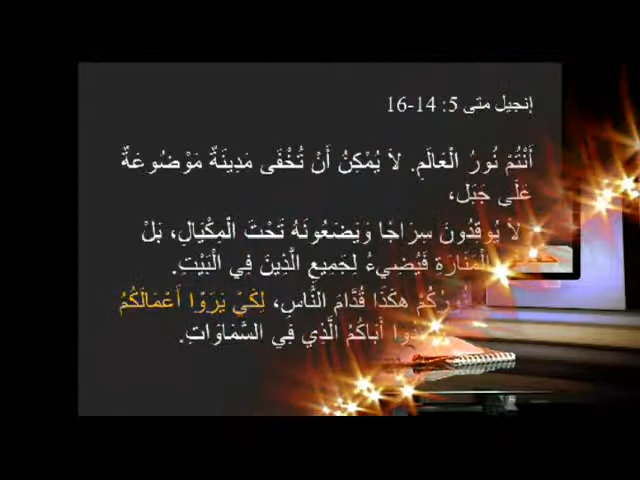 إنجيل متى 5: 14-16
أَنْتُمْ نُورُ الْعَالَمِ. لاَ يُمْكِنُ أَنْ تُخْفَى مَدِينَةٌ مَوْضُوعَةٌ
عَلَى جَبَل،
لاَ يُوقِدُونَ سِرَاجًا وَيَضَعُونَهُ تَحْتَ الْمِكْيَالِ، بَلْ
الْمَنَارَةِ فَيُضِيءُ لِجَمِيعِ الَّذِينَ فِي الْبَيْتِ.
هكَذَا قُدَّامَ النَّاسِ، لِكَيْ يَرَوْا أَعْمَالَكُمُ
أَبَاكُمُ الَّذِي فِي السَّمَاوَاتِ.